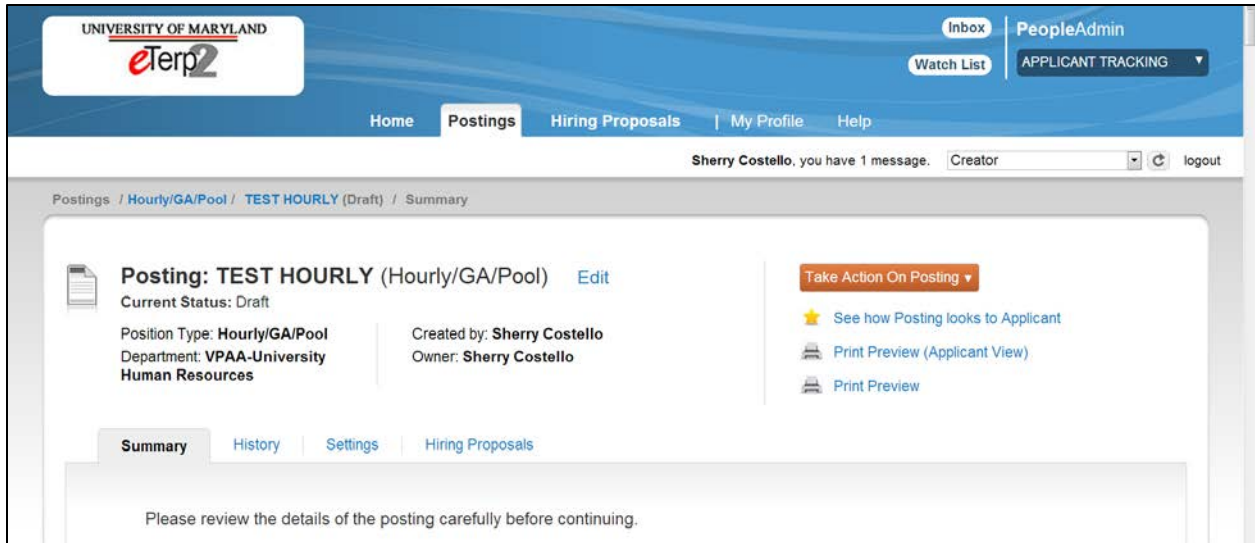 UNIVERSITY OF MARYLAND
eTerp2
Inbox
PeopleAdmin
Watch List
APPLICANT TRACKING
Home Postings Hiring Proposals | My Profile Help
Sherry Costello, you have 1 message. Creator logout
Postings / Hourly/GA/Pool / TEST HOURLY (Draft) / Summary
Posting: TEST HOURLY (Hourly/GA/Pool) Edit
Current Status: Draft
Position Type: Hourly/GA/Pool
Department: VPAA-University
Human Resources
Created by: Sherry Costello
Owner: Sherry Costello
Take Action On Posting
See how Posting looks to Applicant
Print Preview (Applicant View)
Print Preview
Summary History Settings Hiring Proposals
Please review the details of the posting carefully before continuing.